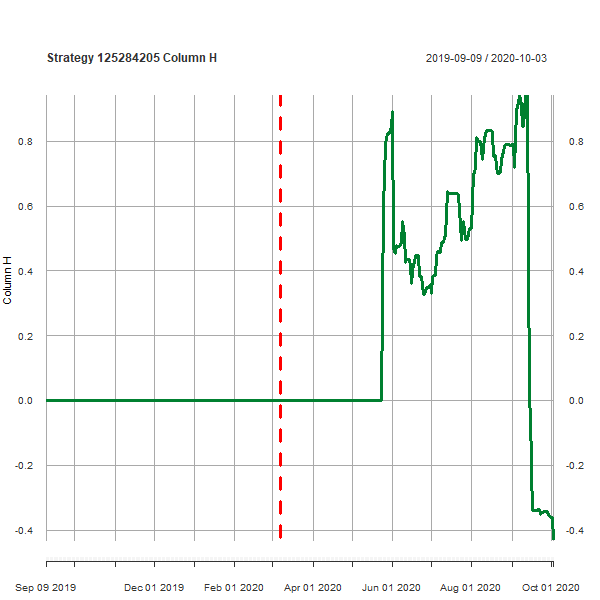 Strategy 125284205 Column H
2019-09-09 / 2020-10-03
Column H
0.8
0.6
0.4
0.2
0.0
-0.2
-0.4
0.8
0.6
0.4
0.2
0.0
-0.2
-0.4
Sep 09 2019
Dec 01 2019
Feb 01 2020
Apr 01 2020
Jun 01 2020
Aug 01 2020
Oct 01 2020